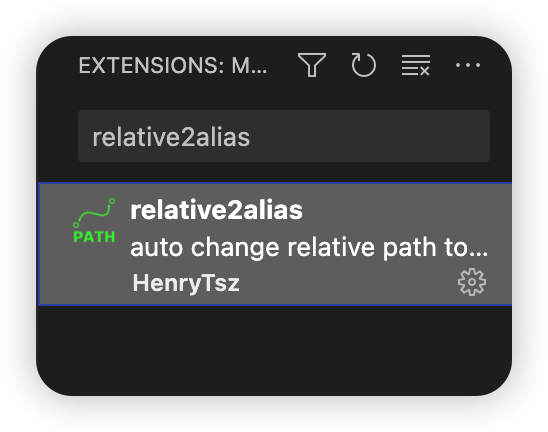 EXTENSIONS: M...
relative2alias
relative2alias
PATH
auto change relative path to...
HenryTsz